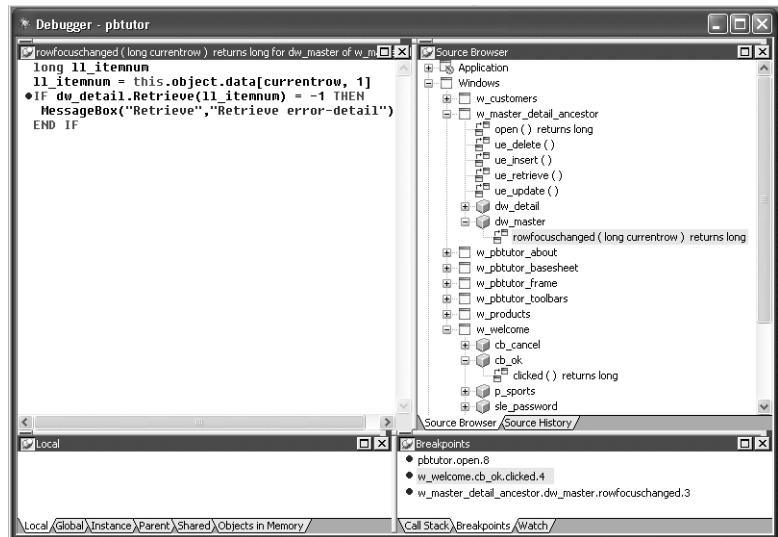 Debugger - pbtutor
rowfocuschanged ( long currentrow ) returns long for dw_master of w_m
long ll_itemnum
ll_itemnum = this.object.data[currentrow, 1]
IF dw_detail.Retrieve(ll_itemnum) = -1 THEN
MessageBox("Retrieve","Retrieve error-detail")
END IF
Source Browser
Application
Windows
w_customers
w_master_detail_ancestor
open ( ) returns long
ue_delete ( )
ue_insert ( )
ue_retrieve ( )
ue_update ( )
dw_detail
dw_master
rowfocuschanged ( long currentrow ) returns long
w_pbtutor_about
w_pbtutor_basesheet
w_pbtutor_frame
w_pbtutor_toolbars
w_products
w_welcome
cb_cancel
cb_ok
clicked ( ) returns long
p_sports
sle_password
Source Browser Source History
Local
Local Global Instance Parent Shared Objects in Memory
Breakpoints
pbtutor.open.8
w_welcome.cb_ok.clicked.4
w_master_detail_ancestor.dw_master.rowfocuschanged.3
Call Stack Breakpoints Watch